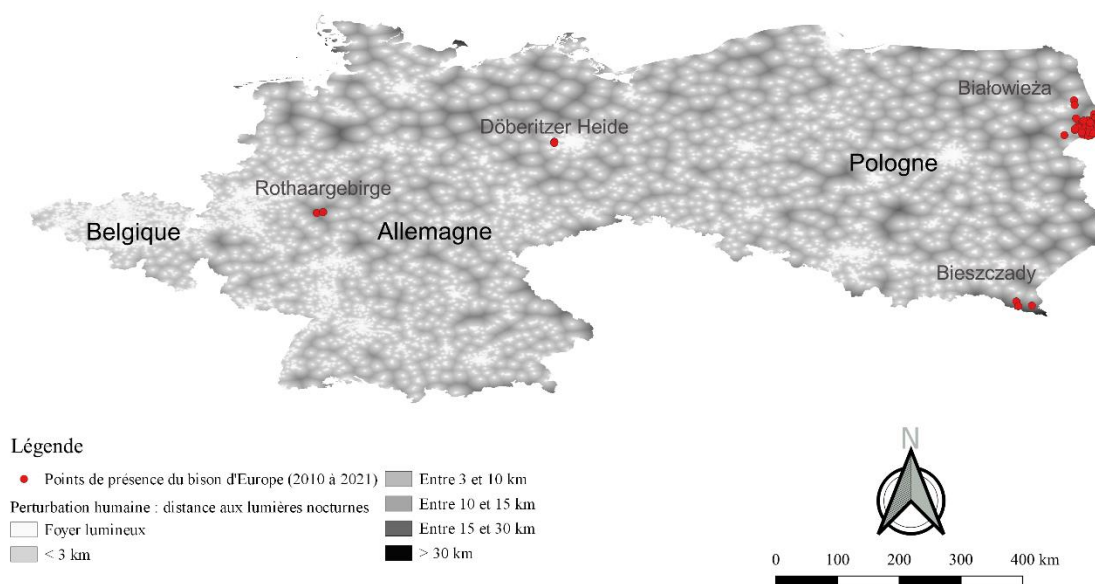 Białowieża
Döberitzer Heide
Pologne
Rothaargebirge
Belgique
Allemagne
Bieszczady
Légende
Points de présence du bison d'Europe (2010 à 2021)
Perturbation humaine : distance aux lumières nocturnes
Foyer lumineux
< 3 km
Entre 3 et 10 km
Entre 10 et 15 km
Entre 15 et 30 km
> 30 km
N
0 100 200 300 400 km